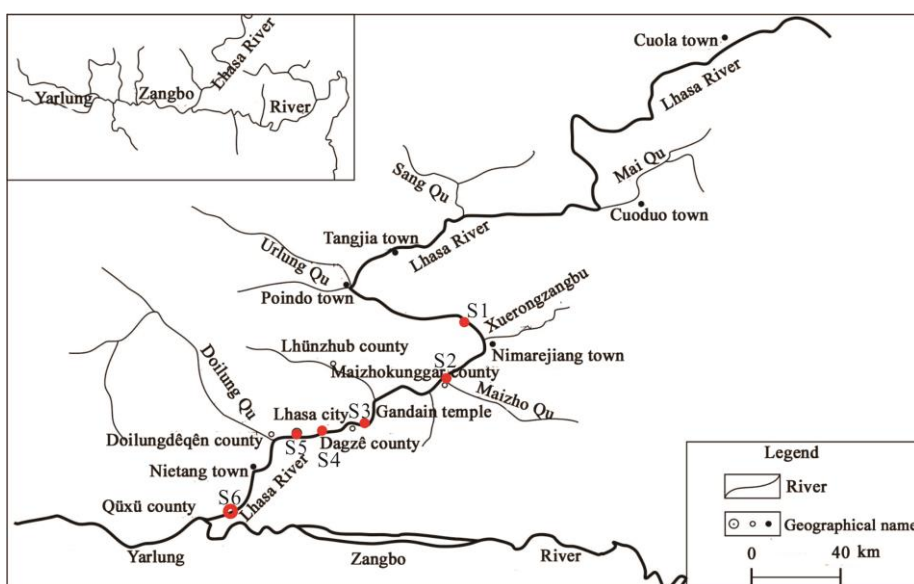 Lhasa River
Yarlung
Zangbo
River
Cuola town
Lhasa River
Mai Qu
Sang Qu
Cuoduo town
Tangjia town
Lhasa River
Urlung Qu
Poindo town
S1
Xuerongzangbu
Nimarejiang town
Lhünzhub county
S2
Maizhokunggar county
Doilung Qu
Maizho Qu
Lhasa city
S3
Gandain temple
Doilungdêqên county
S5
S4
Dagzê county
Nietang town
Lhasa River
Qüxü county
S6
Yarlung
Zangbo
River
Legend
River
Geographical name
0 40 km